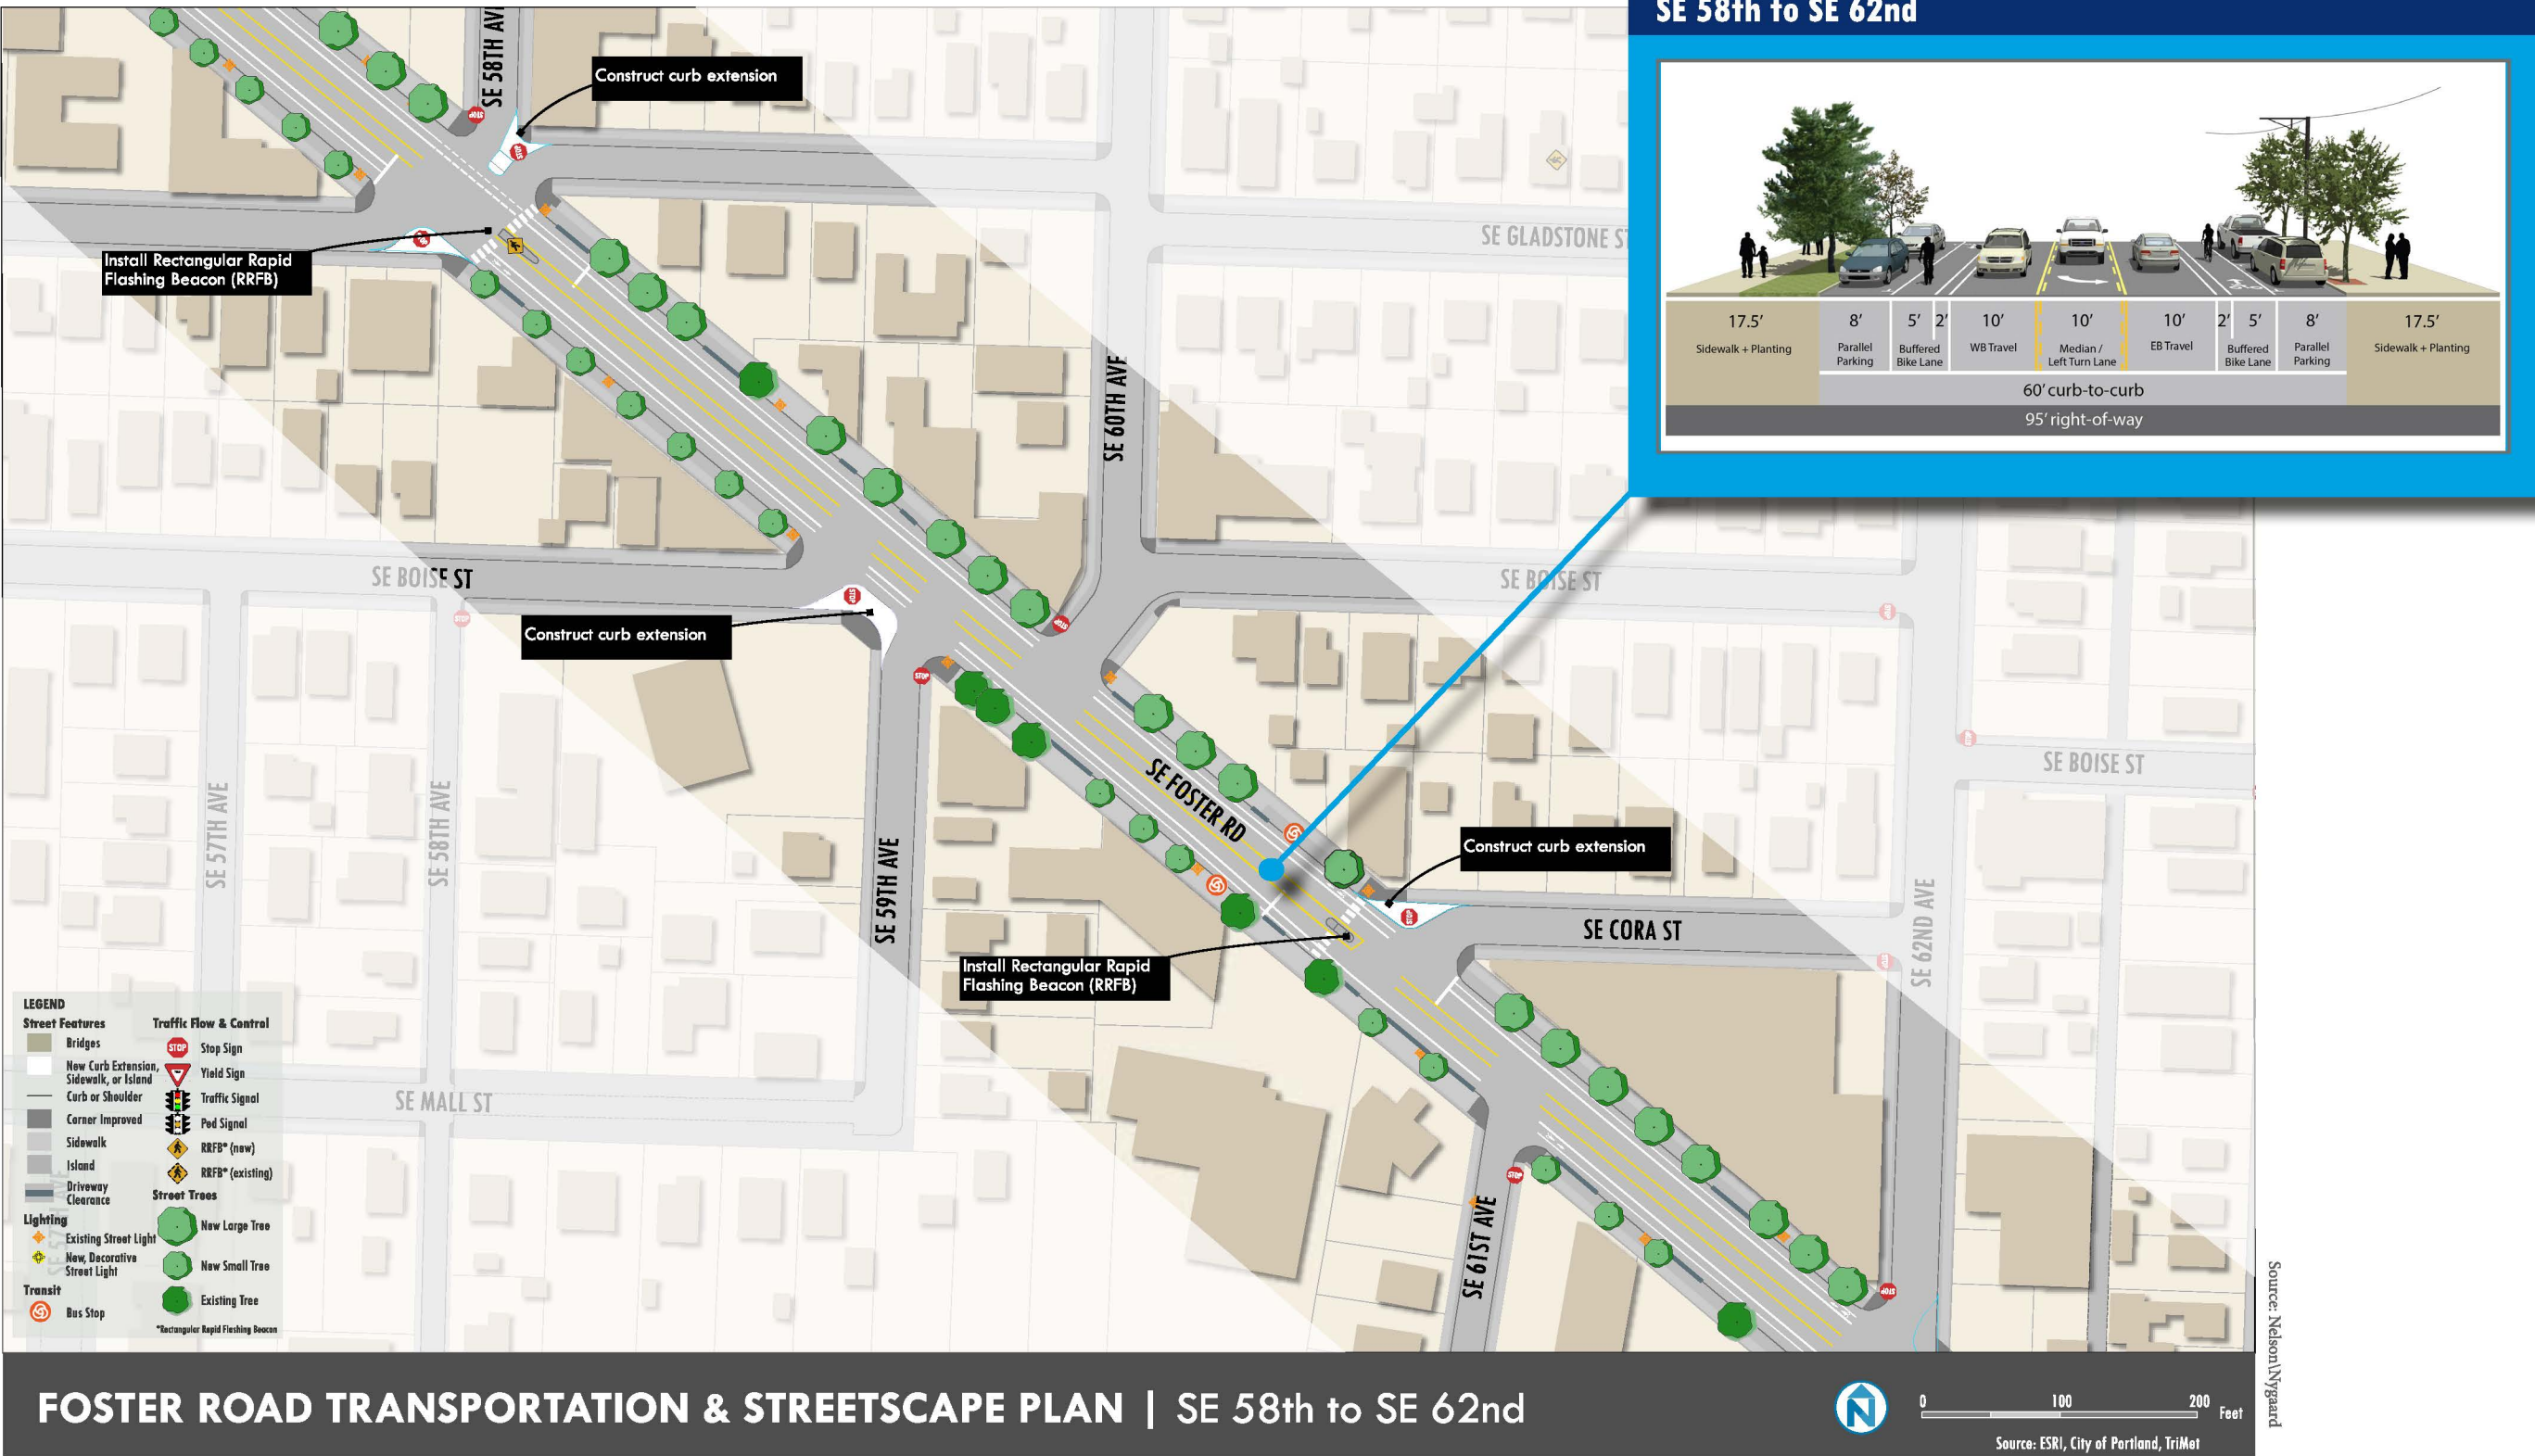 SE 58th to SE 62nd
17.5'
8'
5'
2'
10'
10'
10'
2'
5'
8'
17.5'
Sidewalk + Planting
Parallel
Parking
Buffered
Bike Lane
WB Travel
Median /
Left Turn Lane
EB Travel
Buffered
Bike Lane
Parallel
Parking
Sidewalk + Planting
60' curb-to-curb
95' right-of-way
SE 58TH AVE
Construct curb extension
Install Rectangular Rapid
Flashing Beacon (RRFB)
SE GLADSTONE ST
SE 60TH AVE
SE BOISE ST
SE BOISE ST
Construct curb extension
SE BOISE ST
SE FOSTER RD
SE 57TH AVE
SE 58TH AVE
SE 59TH AVE
Construct curb extension
SE CORA ST
SE 62ND AVE
Install Rectangular Rapid
Flashing Beacon (RRFB)
SE MALL ST
SE 61ST AVE
STOP
STOP
STOP
STOP
STOP
STOP
STOP
STOP
STOP
LEGEND
Street Features
Bridges
New Curb Extension,
Sidewalk, or Island
Curb or Shoulder
Corner Improved
Sidewalk
Island
Driveway
Clearance
Lighting
Existing Street Light
New, Decorative
Street Light
Transit
Bus Stop
Traffic Flow & Control
STOP
Stop Sign
Yield Sign
Traffic Signal
Ped Signal
RRFB* (new)
RRFB* (existing)
Street Trees
New Large Tree
New Small Tree
Existing Tree
*Rectangular Rapid Flashing Beacon
FOSTER ROAD TRANSPORTATION & STREETSCAPE PLAN | SE 58th to SE 62nd
N
0
100
200
Feet
Source: ESRI, City of Portland, TriMet
Source: Nelson\Nygaard